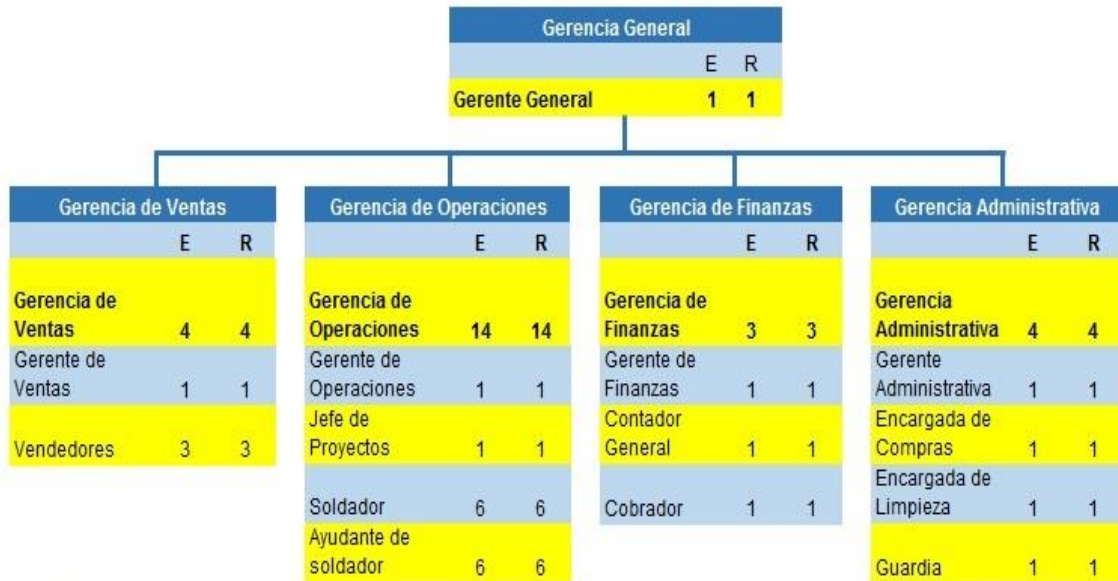 Gerencia General
E R
Gerente General 1 1
Gerencia de Ventas
E R
Gerencia de
Ventas 4 4
Gerente de
Ventas 1 1
Vendedores 3 3
Gerencia de Operaciones
E R
Gerencia de
Operaciones 14 14
Gerente de
Operaciones 1 1
Jefe de
Proyectos 1 1
Soldador 6 6
Ayudante de
soldador 6 6
Gerencia de Finanzas
E R
Gerencia de
Finanzas 3 3
Gerente de
Finanzas 1 1
Contador
General 1 1
Cobrador 1 1
Gerencia Administrativa
E R
Gerencia
Administrativa 4 4
Gerente
Administrativa 1 1
Encargada de
Compras 1 1
Encargada de
Limpieza 1 1
Guardia 1 1